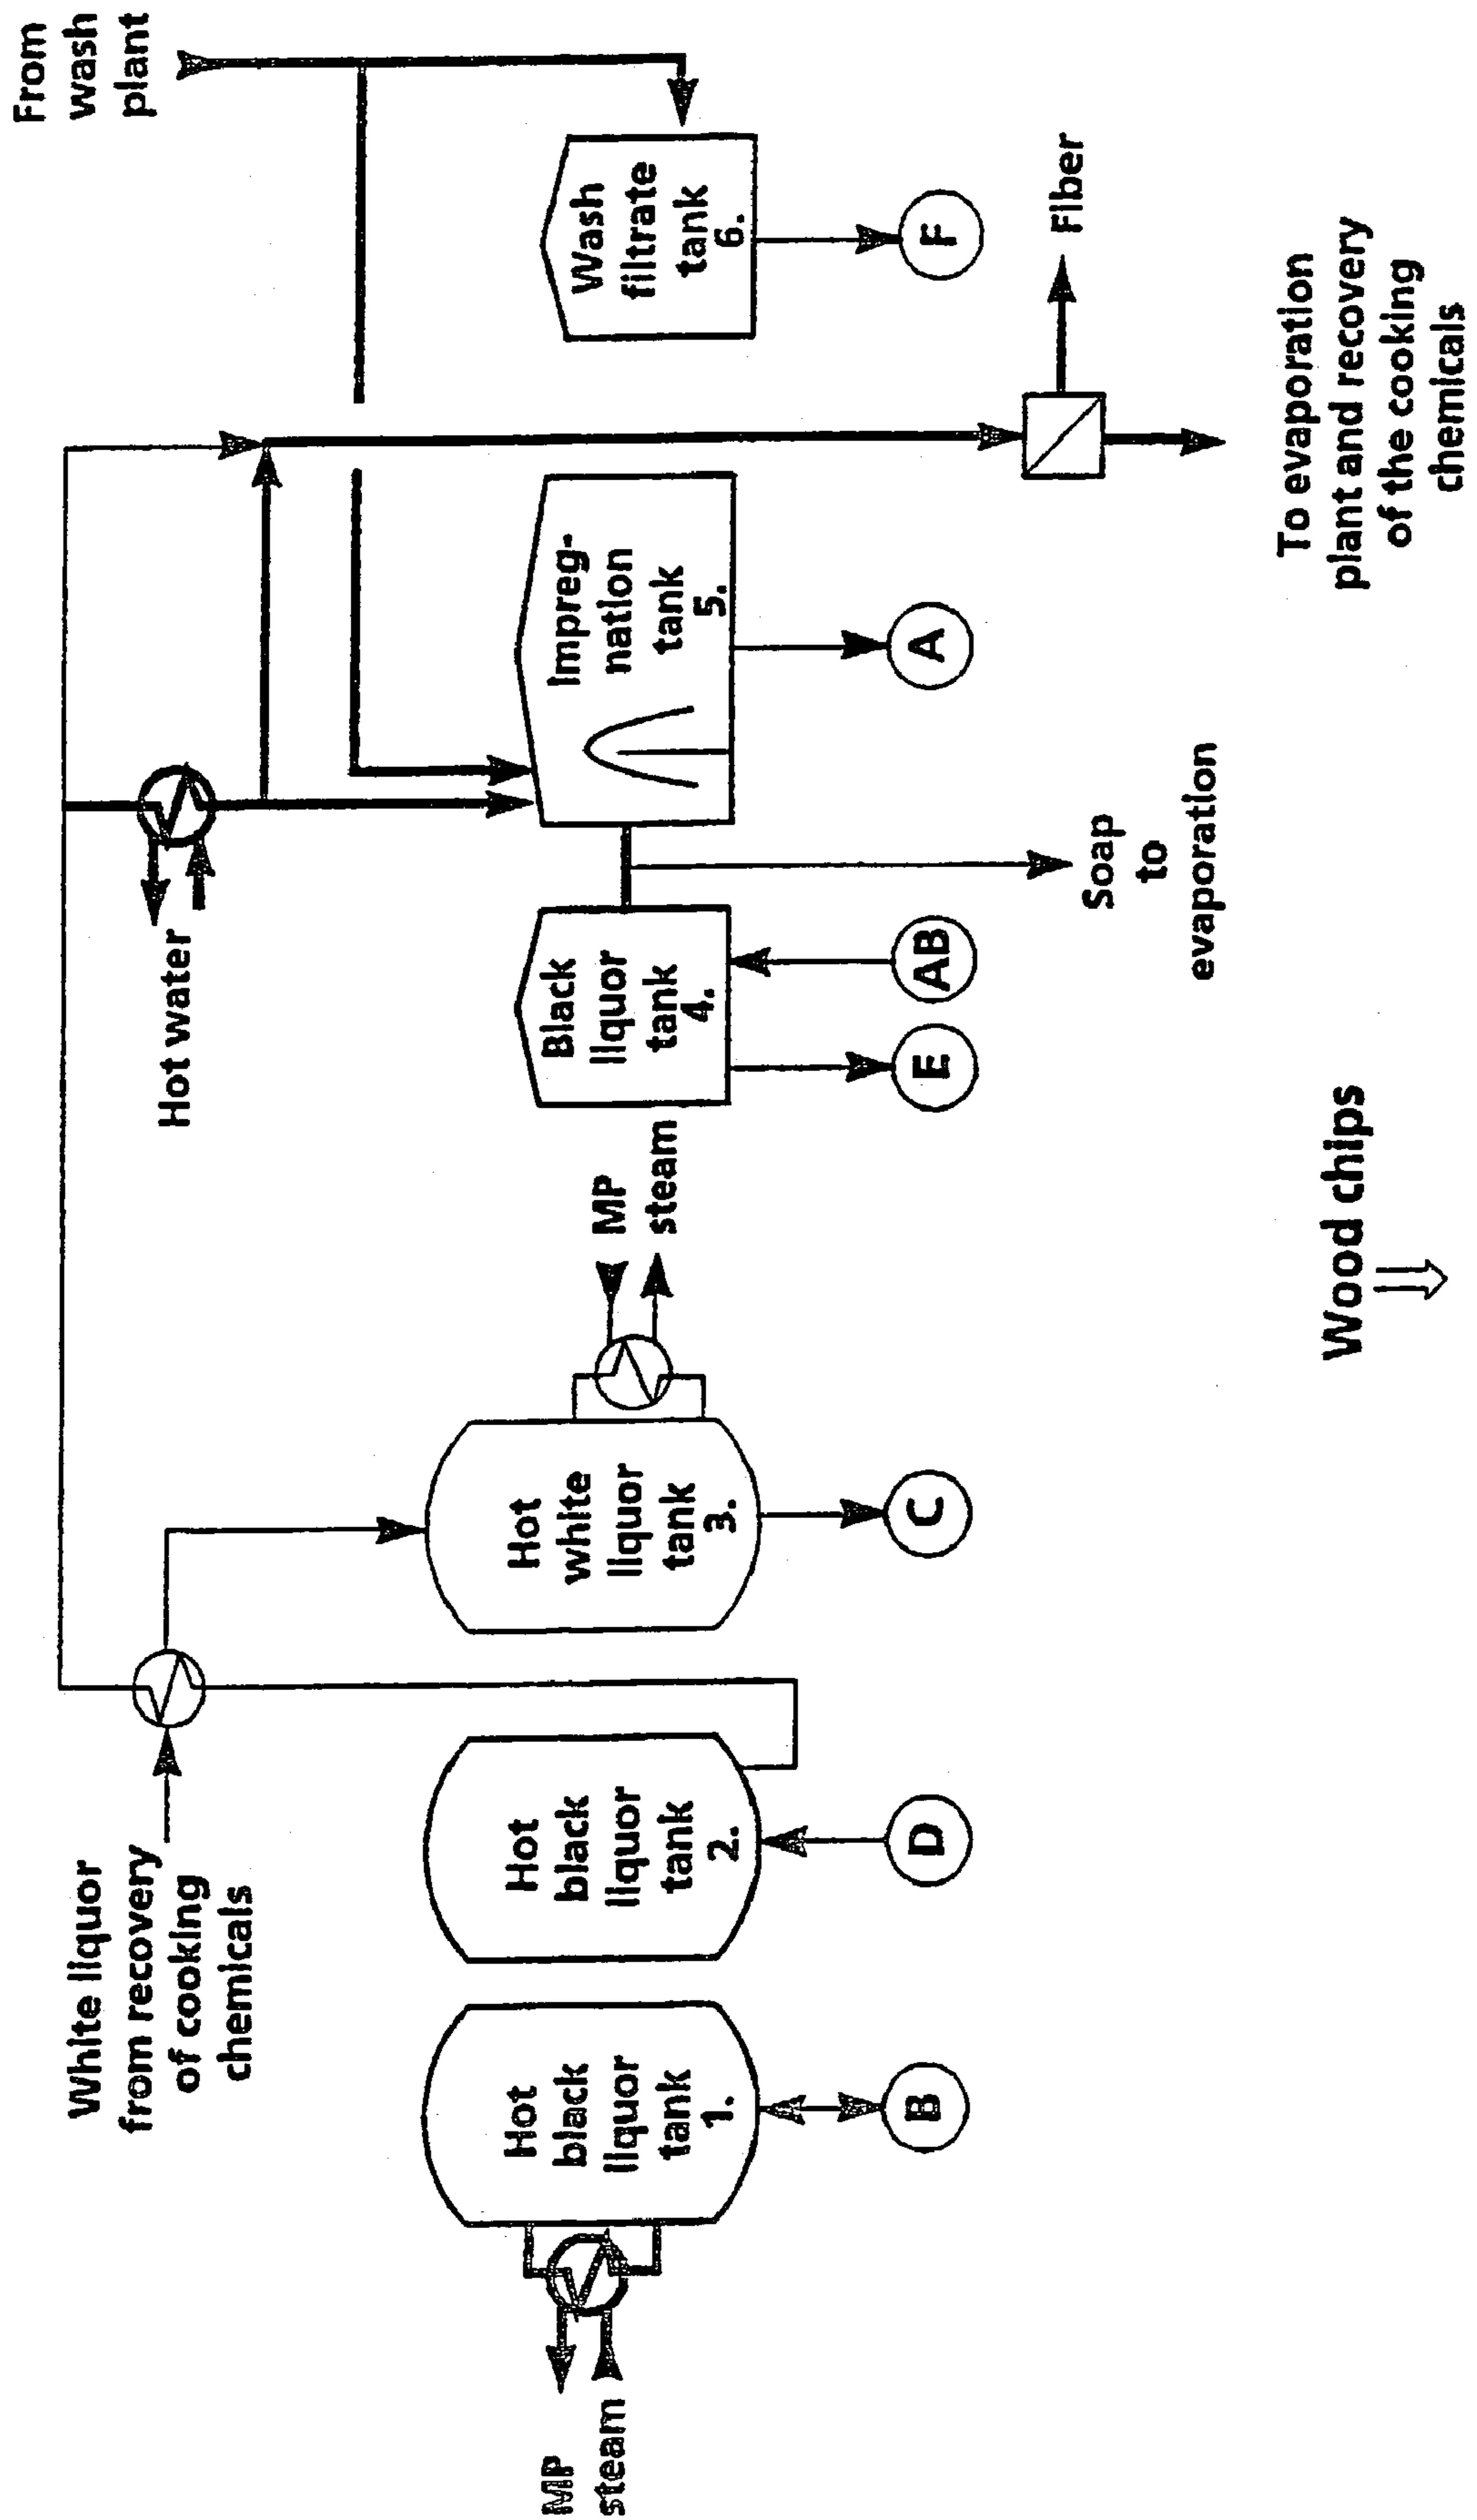 White liquor
from recovery
of cooking
chemicals
Hot water
From
wash
plant
MP
steam
Hot
black
liquor
tank
1.
Hot
black
liquor
tank
2.
Hot
white
liquor
tank
3.
MP
steam
Black
liquor
tank
4.
Impreg-
nation
tank
5.
Wash
filtrate
tank
6.
B
D
C
E
AB
A
F
Fiber
Soap
to
evaporation
To evaporation
plant and recovery
of the cooking
chemicals
Wood chips